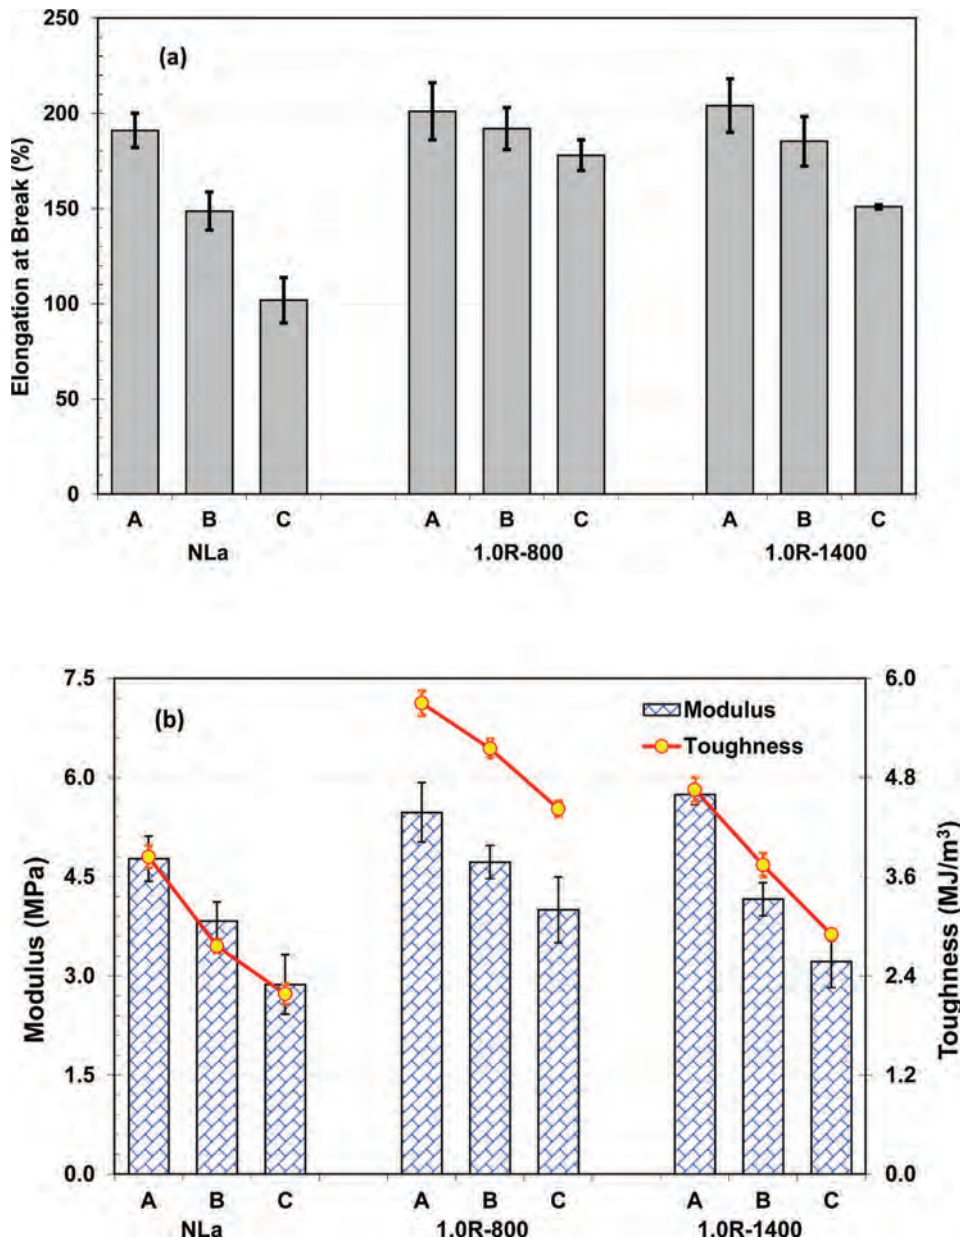 250
(a)
200
150
100
50
0
Elongation at Break (%)
A B C A B C A B C
NLa 1.0R-800 1.0R-1400
7.5 6.0
(b)
Modulus
Toughness
6.0 4.8
4.5 3.6
3.0 2.4
1.5 1.2
0.0 0.0
Modulus (MPa)
Toughness (MJ/m³)
A B C A B C A B C
NLa 1.0R-800 1.0R-1400